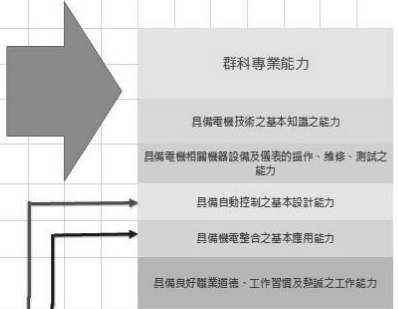 群科專業能力
具備電機技術之基本知識之能力
具備電機相關機器設備及儀表的操作、維修、測試之
能力
具備自動控制之基本設計能力
具備機電整合之基本應用能力
具備良好職業道德、工作習慣及熱誠之工作能力